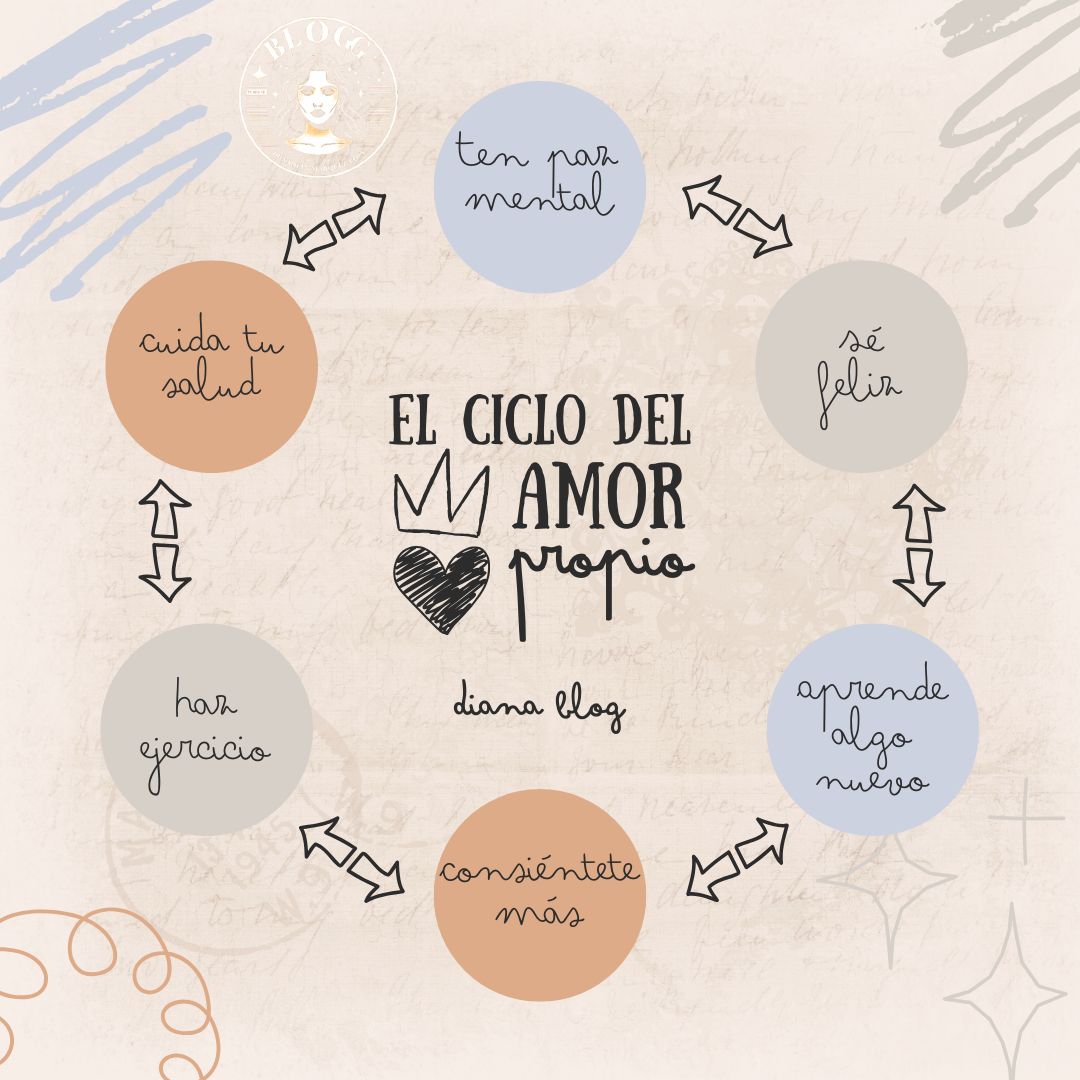 BLOGG
ten paz
mental
cuida tu
salud
sé
feliz
EL CICLO DEL
AMOR
propio
diana blog
haz
ejercicio
aprende
algo
nuevo
consiéntete
más